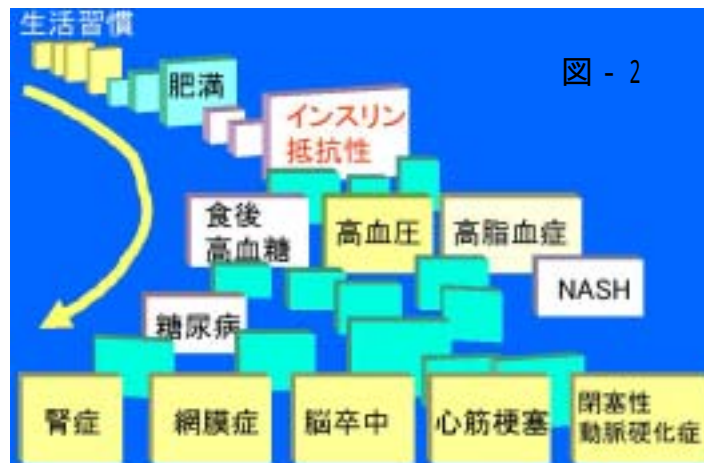 生活習慣
図 - 2
肥満
インスリン
抵抗性
食後
高血糖
高血圧
高脂血症
NASH
糖尿病
腎症
網膜症
脳卒中
心筋梗塞
閉塞性
動脈硬化症